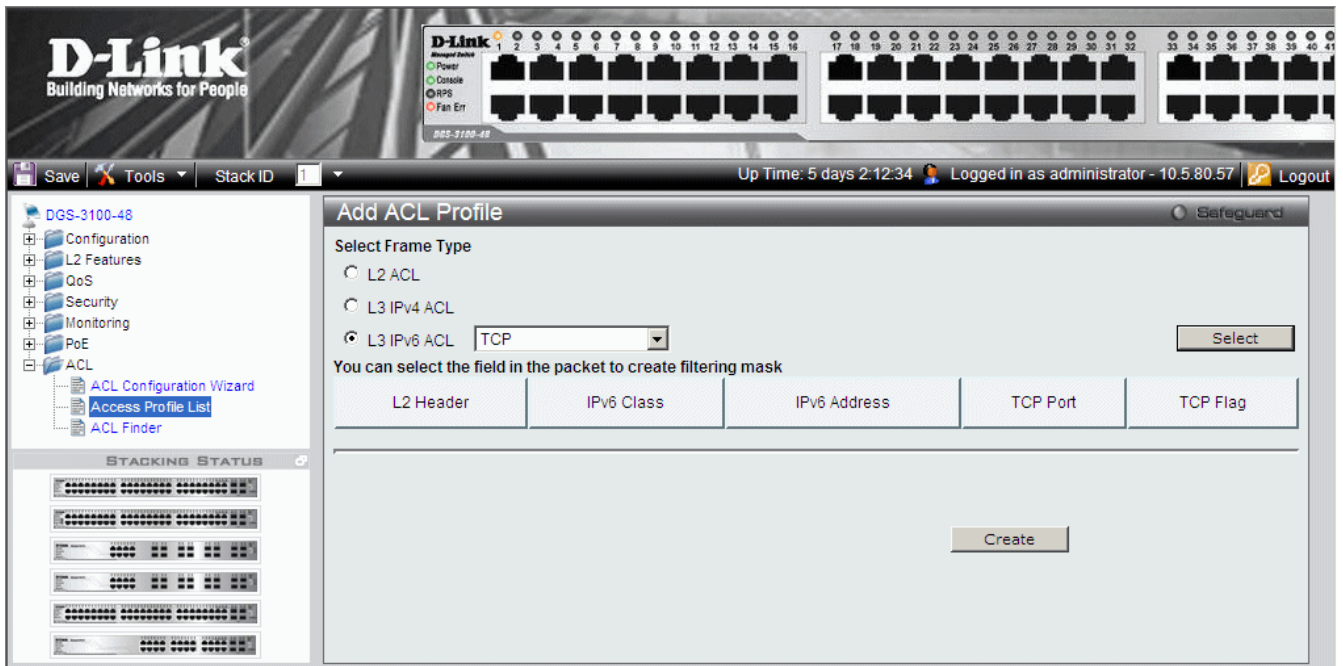 D-Link
Building Networks for People
D-Link
Managed Switch
Power
Console
RPS
Fan Err
DGS-3100-48
1 2 3 4 5 6 7 8 9 10 11 12 13 14 15 16
17 18 19 20 21 22 23 24 25 26 27 28 29 30 31 32
33 34 35 36 37 38 39 40 41
Save
Tools
Stack ID
1
Up Time: 5 days 2:12:34
Logged in as administrator - 10.5.80.57
Logout
DGS-3100-48
Configuration
L2 Features
QoS
Security
Monitoring
PoE
ACL
ACL Configuration Wizard
Access Profile List
ACL Finder
STACKING STATUS
Add ACL Profile
Safeguard
Select Frame Type
L2 ACL
L3 IPv4 ACL
L3 IPv6 ACL TCP
Select
You can select the field in the packet to create filtering mask
L2 Header IPv6 Class IPv6 Address TCP Port TCP Flag
Create